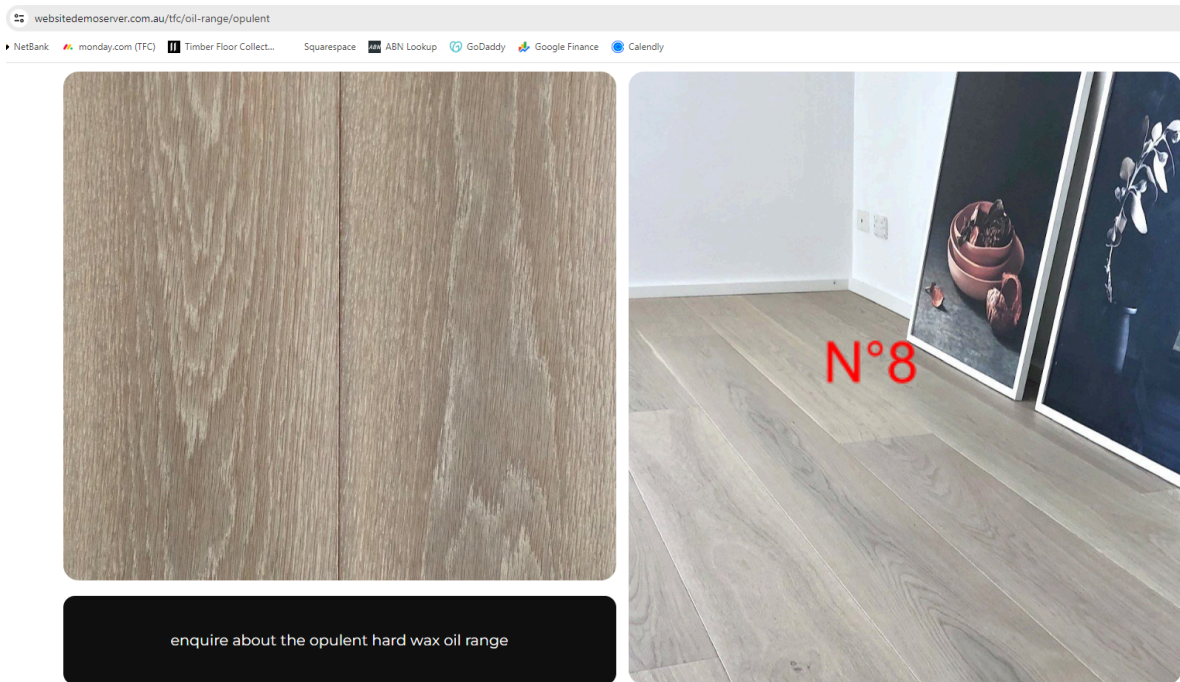 websitedemoserver.com.au/tfc/oil-range/opulent
NetBank monday.com (TFC) Timber Floor Collect... Squarespace ABN ABN Lookup GoDaddy Google Finance Calendly
N°8
enquire about the opulent hard wax oil range